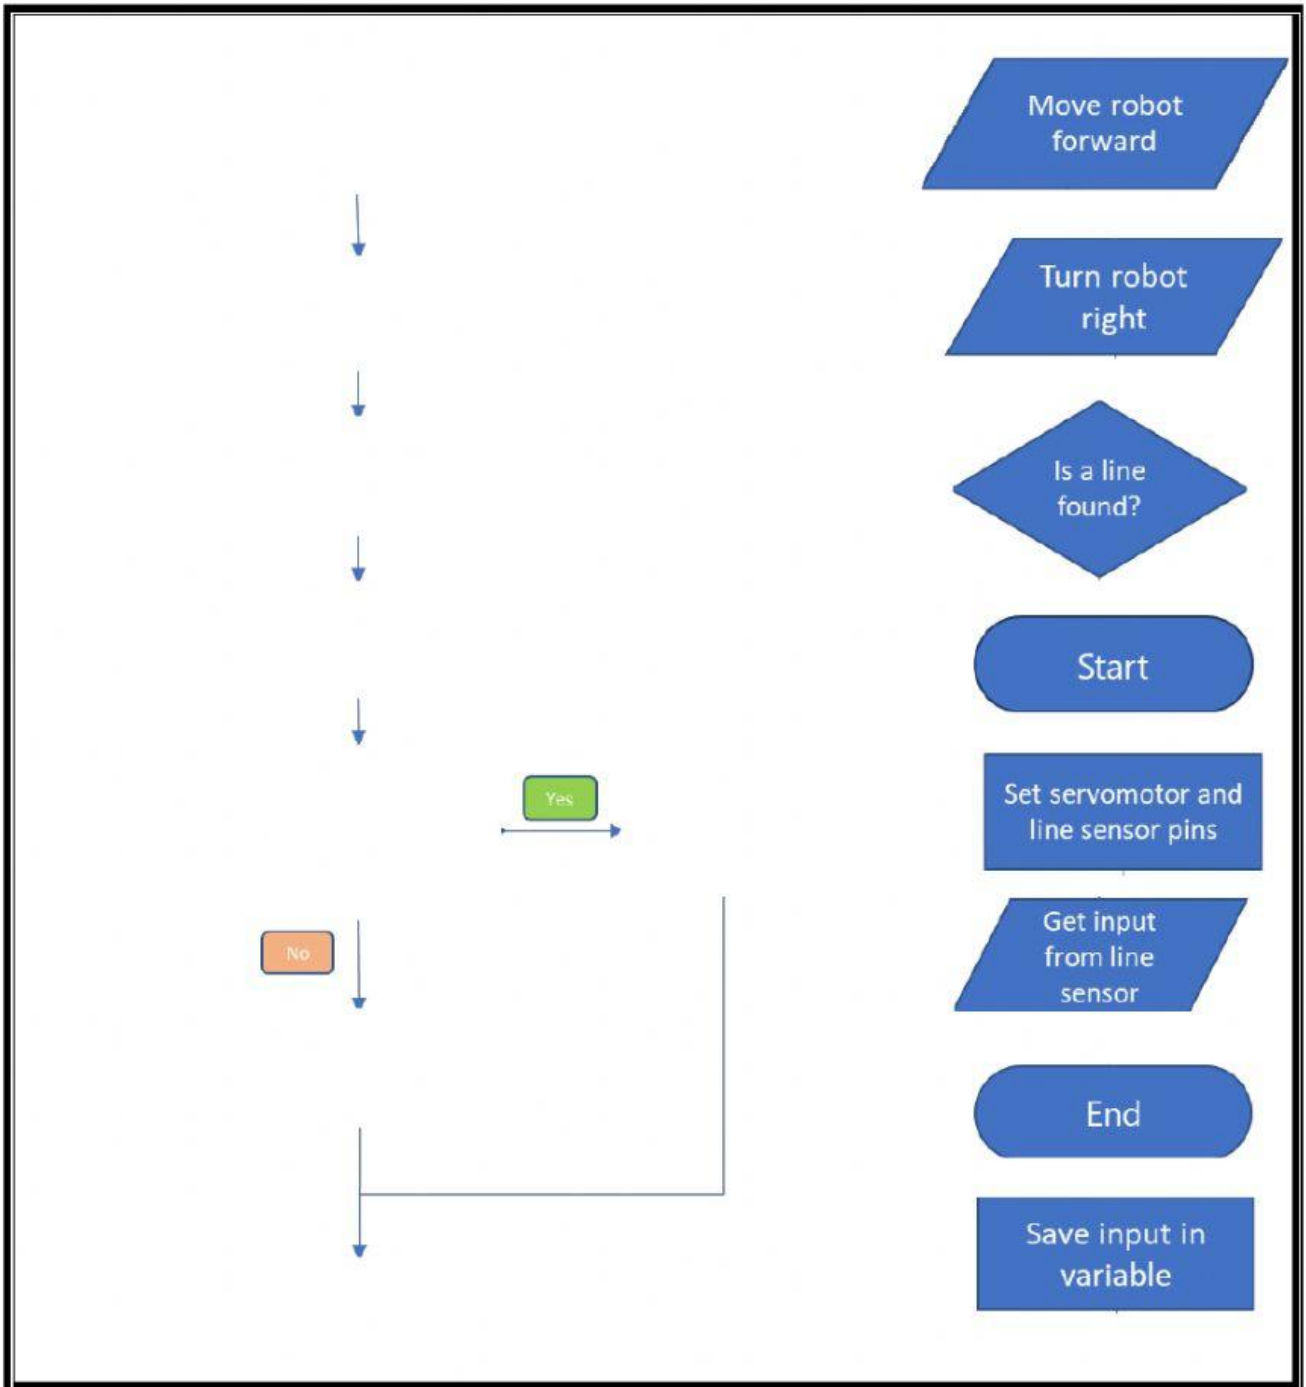 Move robot
forward
Turn robot
right
Is a line
found?
Start
Set servomotor and
line sensor pins
Yes
No
Get input
from line
sensor
End
Save input in
variable